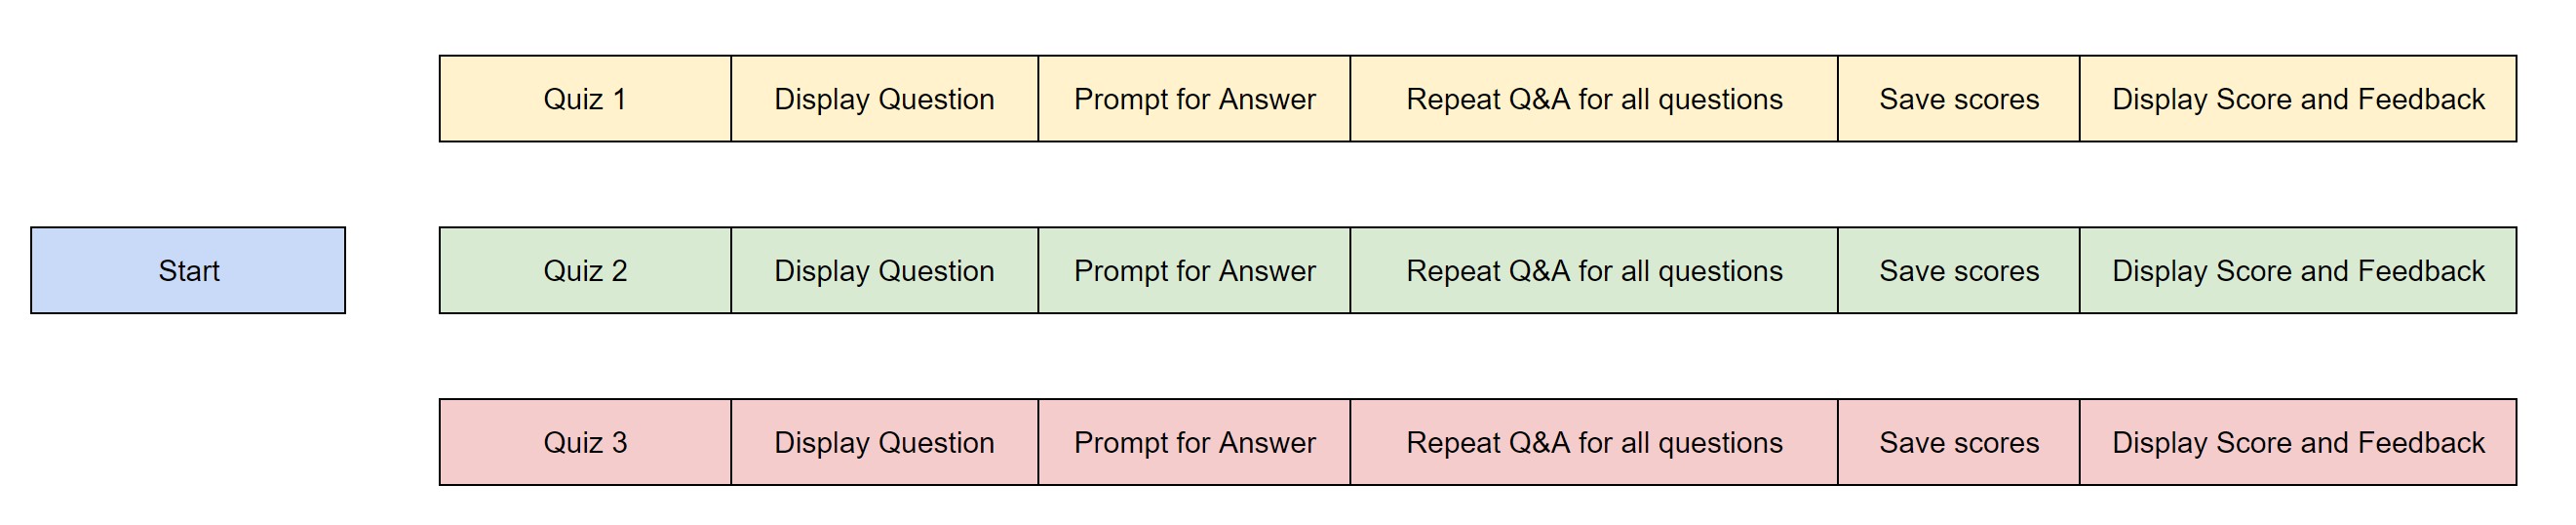 Quiz 1 Display Question Prompt for Answer Repeat Q&A for all questions Save scores Display Score and Feedback
Start Quiz 2 Display Question Prompt for Answer Repeat Q&A for all questions Save scores Display Score and Feedback
Quiz 3 Display Question Prompt for Answer Repeat Q&A for all questions Save scores Display Score and Feedback